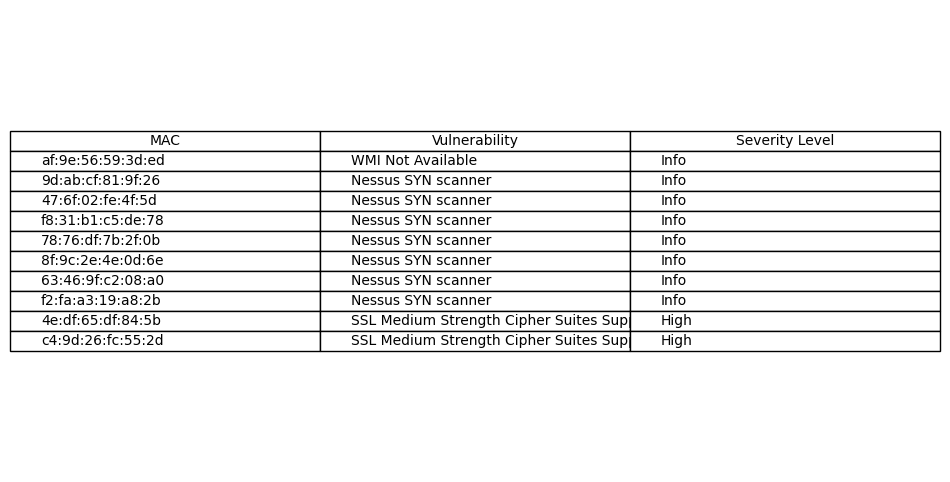 MAC Vulnerability Severity Level
af:9e:56:59:3d:ed WMI Not Available Info
9d:ab:cf:81:9f:26 Nessus SYN scanner Info
47:6f:02:fe:4f:5d Nessus SYN scanner Info
f8:31:b1:c5:de:78 Nessus SYN scanner Info
78:76:df:7b:2f:0b Nessus SYN scanner Info
8f:9c:2e:4e:0d:6e Nessus SYN scanner Info
63:46:9f:c2:08:a0 Nessus SYN scanner Info
f2:fa:a3:19:a8:2b Nessus SYN scanner Info
4e:df:65:df:84:5b SSL Medium Strength Cipher Suites High
c4:9d:26:fc:55:2d SSL Medium Strength Cipher Suites High